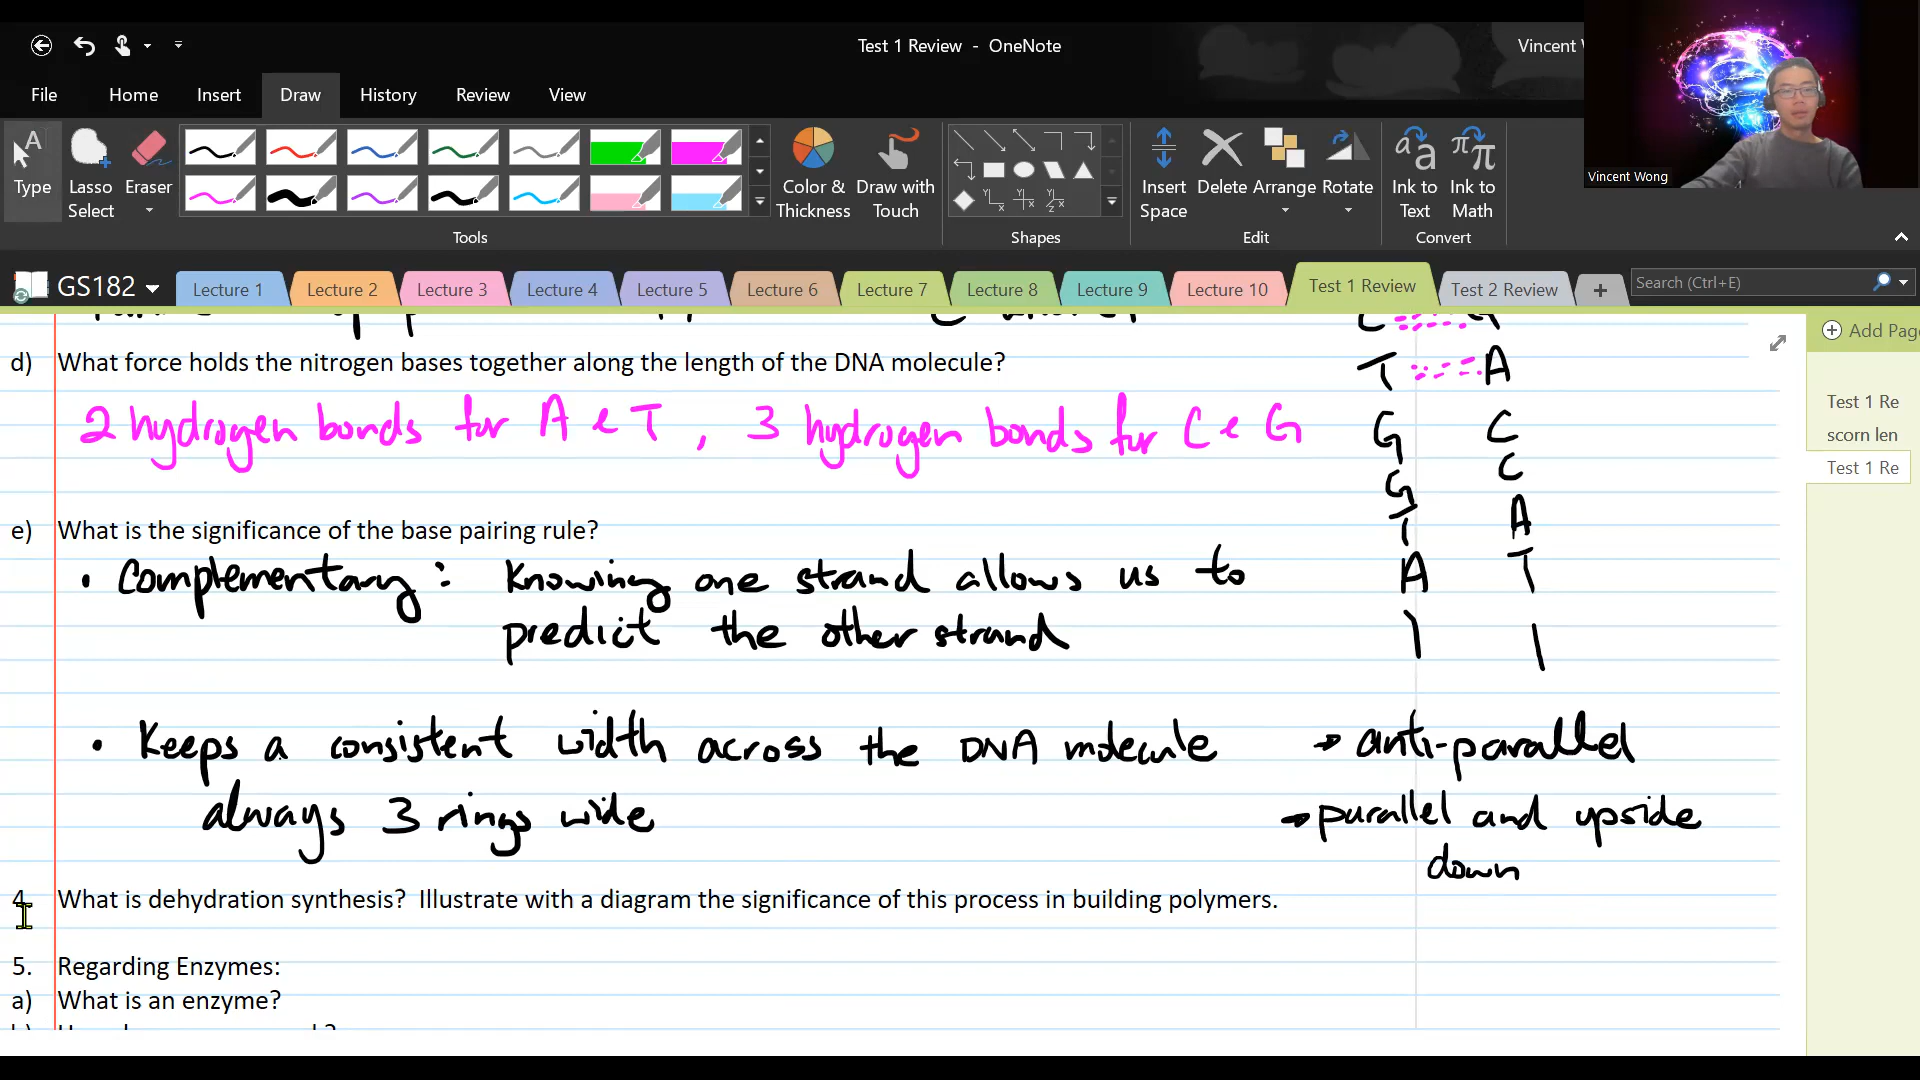 Test 1 Review - OneNote
Vincent W
File Home Insert Draw History Review View
Type
Lasso Select
Eraser
Color & Thickness
Draw with Touch
Insert Space
Delete
Arrange
Rotate
Ink to Text
Ink to Math
Tools
Shapes
Edit
Convert
Vincent Wong
GS182
Lecture 1 Lecture 2 Lecture 3 Lecture 4 Lecture 5 Lecture 6 Lecture 7 Lecture 8 Lecture 9 Lecture 10 Test 1 Review Test 2 Review +
Search (Ctrl+E)
Add Pag
Test 1 Re
scorn len
Test 1 Re
d) What force holds the nitrogen bases together along the length of the DNA molecule?
T A
2 hydrogen bonds for A & T, 3 hydrogen bonds for C & G
G C
G C
T A
A T
e) What is the significance of the base pairing rule?
• Complementary: Knowing one strand allows us to
predict the other strand
• Keeps a consistent width across the DNA molecule
always 3 rings wide
→ anti-parallel
→ parallel and upside
down
4. What is dehydration synthesis? Illustrate with a diagram the significance of this process in building polymers.
5. Regarding Enzymes:
a) What is an enzyme?